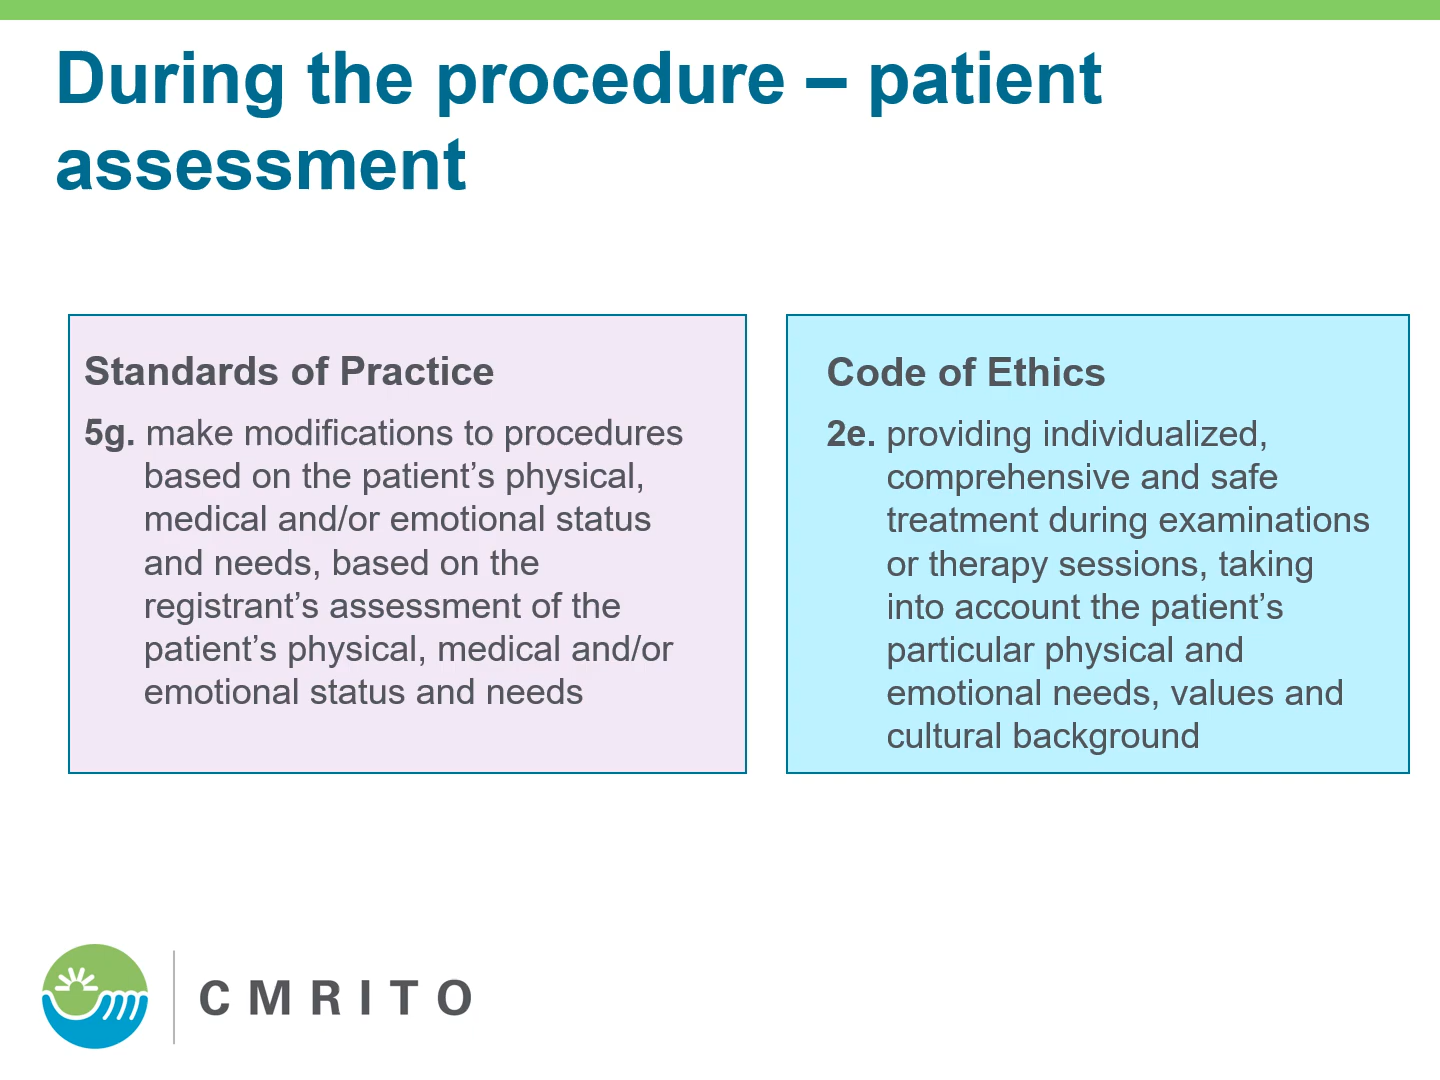 During the procedure – patient
assessment
Standards of Practice
5g. make modifications to procedures
based on the patient’s physical,
medical and/or emotional status
and needs, based on the
registrant’s assessment of the
patient’s physical, medical and/or
emotional status and needs
Code of Ethics
2e. providing individualized,
comprehensive and safe
treatment during examinations
or therapy sessions, taking
into account the patient’s
particular physical and
emotional needs, values and
cultural background
CMRITO